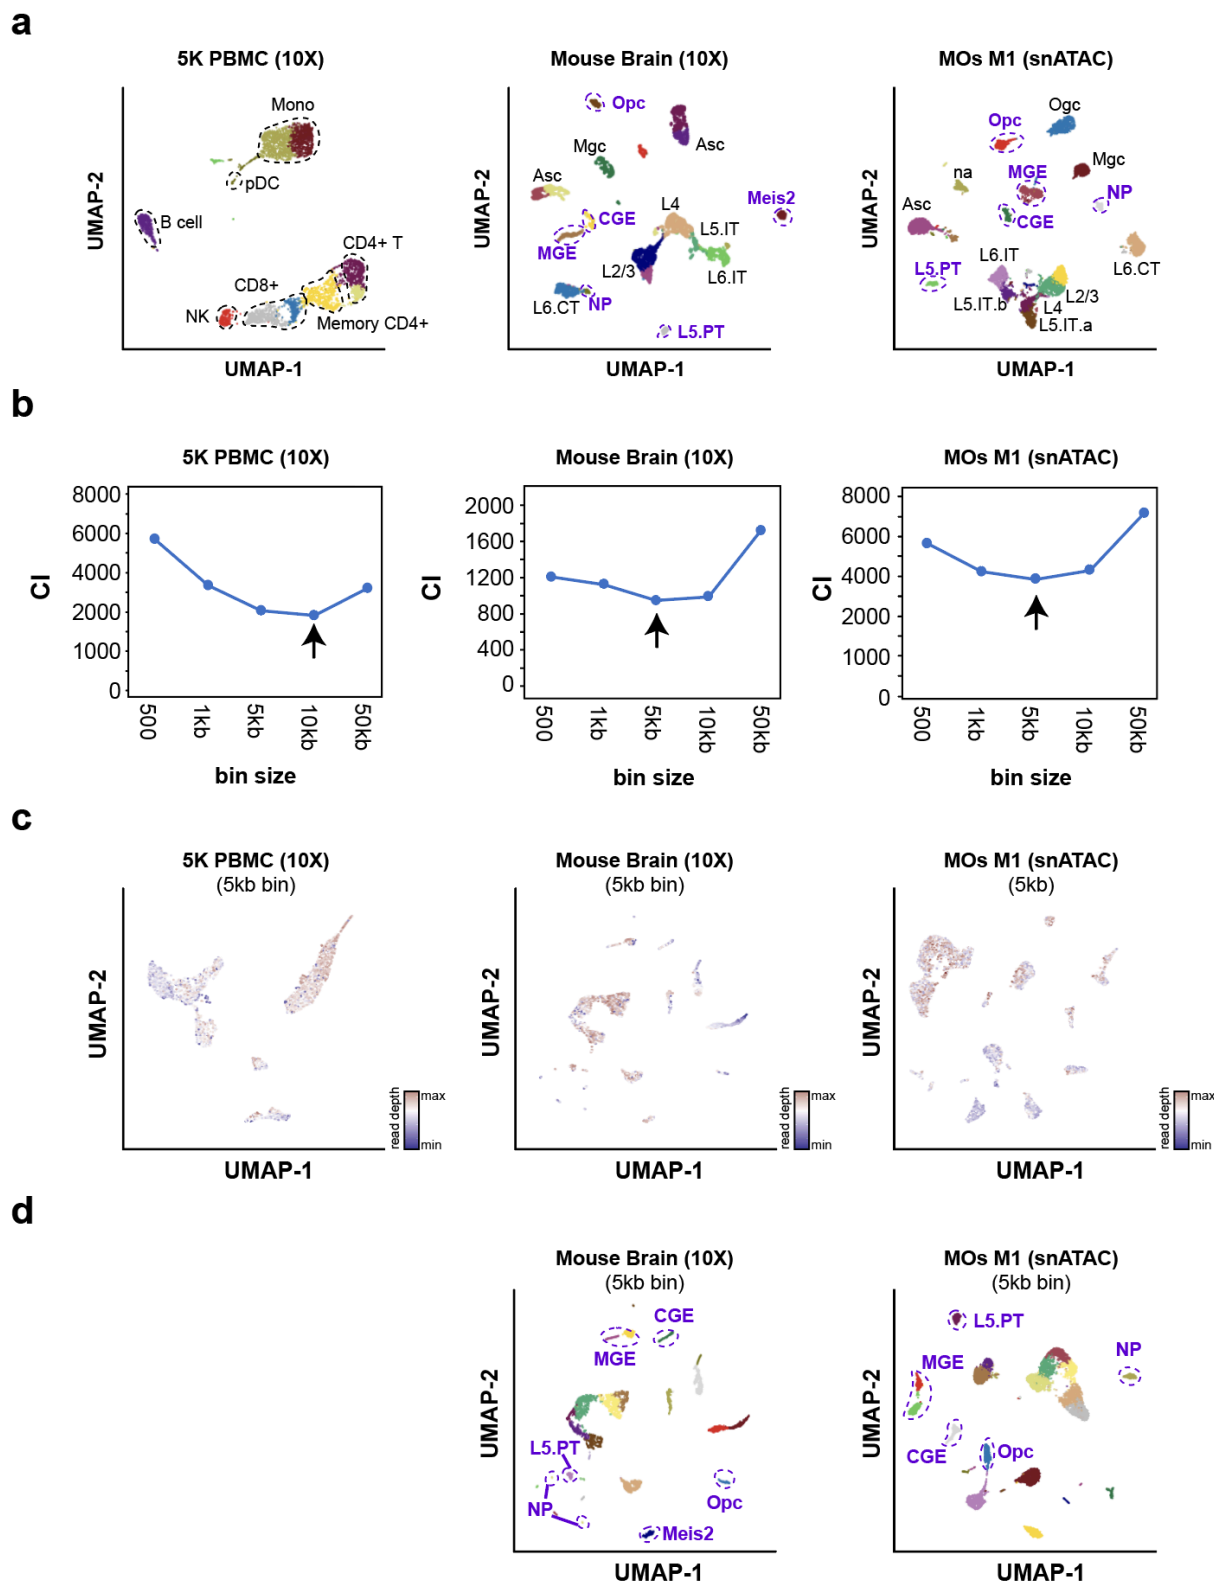 a
5K PBMC (10X)
Mouse Brain (10X)
MOs M1 (snATAC)
UMAP-2
Mono
pDC
B cell
CD4+ T
CD8+
NK
Memory CD4+
UMAP-1
UMAP-2
Opc
Mgc
Asc
Asc
Meis2
L4
CGE
L5.IT
MGE
L2/3
L6.IT
L6.CT
NP
L5.PT
UMAP-1
UMAP-2
Ogc
Opc
na
MGE
Mgc
NP
Asc
CGE
L6.IT
L6.CT
L5.PT
L5.IT.b
L2/3
L4
L5.IT.a
UMAP-1
b
5K PBMC (10X)
Mouse Brain (10X)
MOs M1 (snATAC)
CI
8000
6000
4000
2000
1000
0
500
1kb
5kb
10kb
50kb
bin size
CI
2000
1600
1200
800
400
0
500
1kb
5kb
10kb
50kb
bin size
CI
8000
6000
4000
2000
1000
0
500
1kb
5kb
10kb
50kb
bin size
c
5K PBMC (10X)
(5kb bin)
Mouse Brain (10X)
(5kb bin)
MOs M1 (snATAC)
(5kb)
UMAP-2
read depth
max
min
UMAP-1
UMAP-2
read depth
max
min
UMAP-1
UMAP-2
read depth
max
min
UMAP-1
d
Mouse Brain (10X)
(5kb bin)
MOs M1 (snATAC)
(5kb bin)
UMAP-2
CGE
MGE
L5.PT
NP
Opc
Meis2
UMAP-1
UMAP-2
L5.PT
MGE
NP
CGE
Opc
UMAP-1